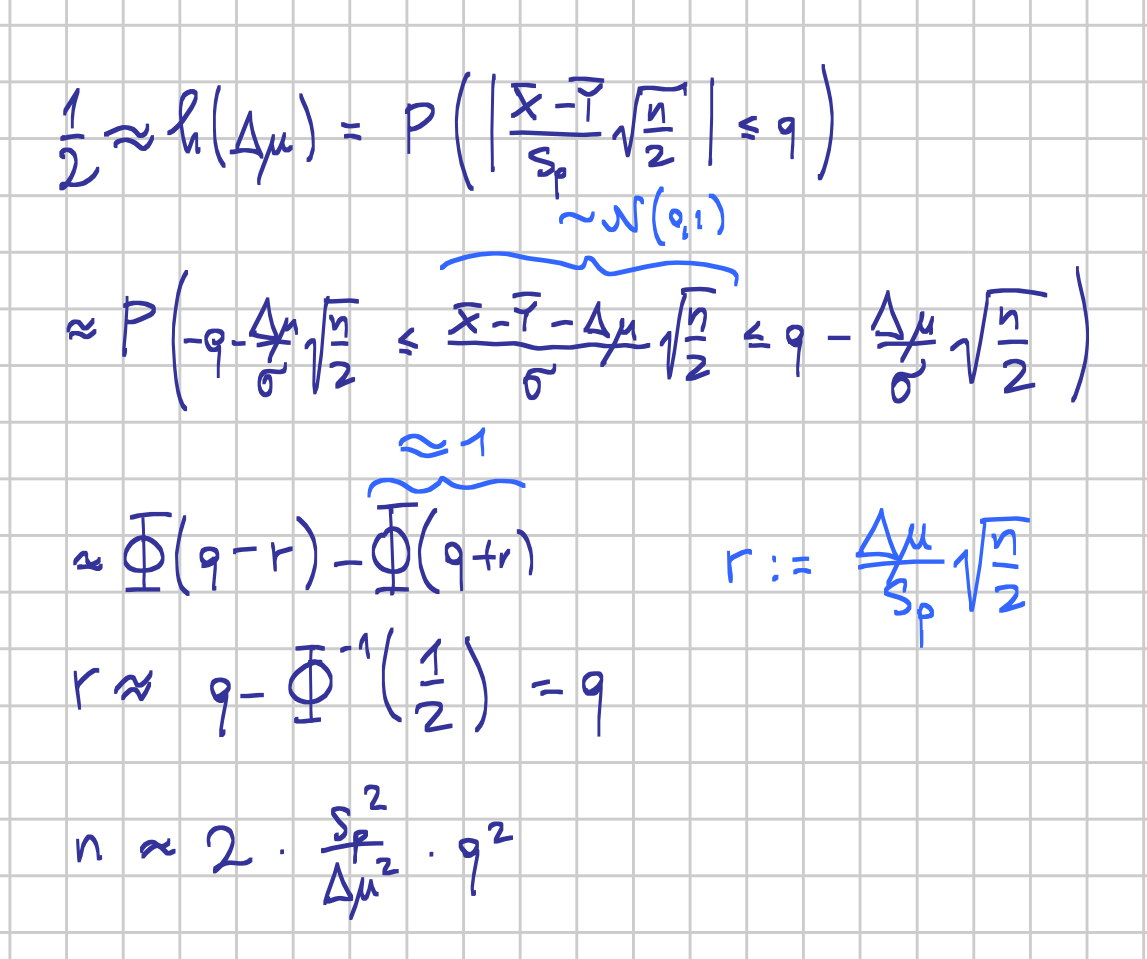 1/2 ≈ h(Δμ) = P(| (X̄ − Ȳ)/S_p √(n/2) | ≤ q)
~ N(0,1)
≈ P(−q − Δμ/σ √(n/2) ≤ (X̄ − Ȳ − Δμ)/σ √(n/2) ≤ q − Δμ/σ √(n/2))
≈ 1
≈ Φ(q − r) − Φ(q + r)
r := Δμ/S_p √(n/2)
r ≈ q − Φ⁻¹(1/2) = q
n ≈ 2 · S_p²/Δμ² · q²